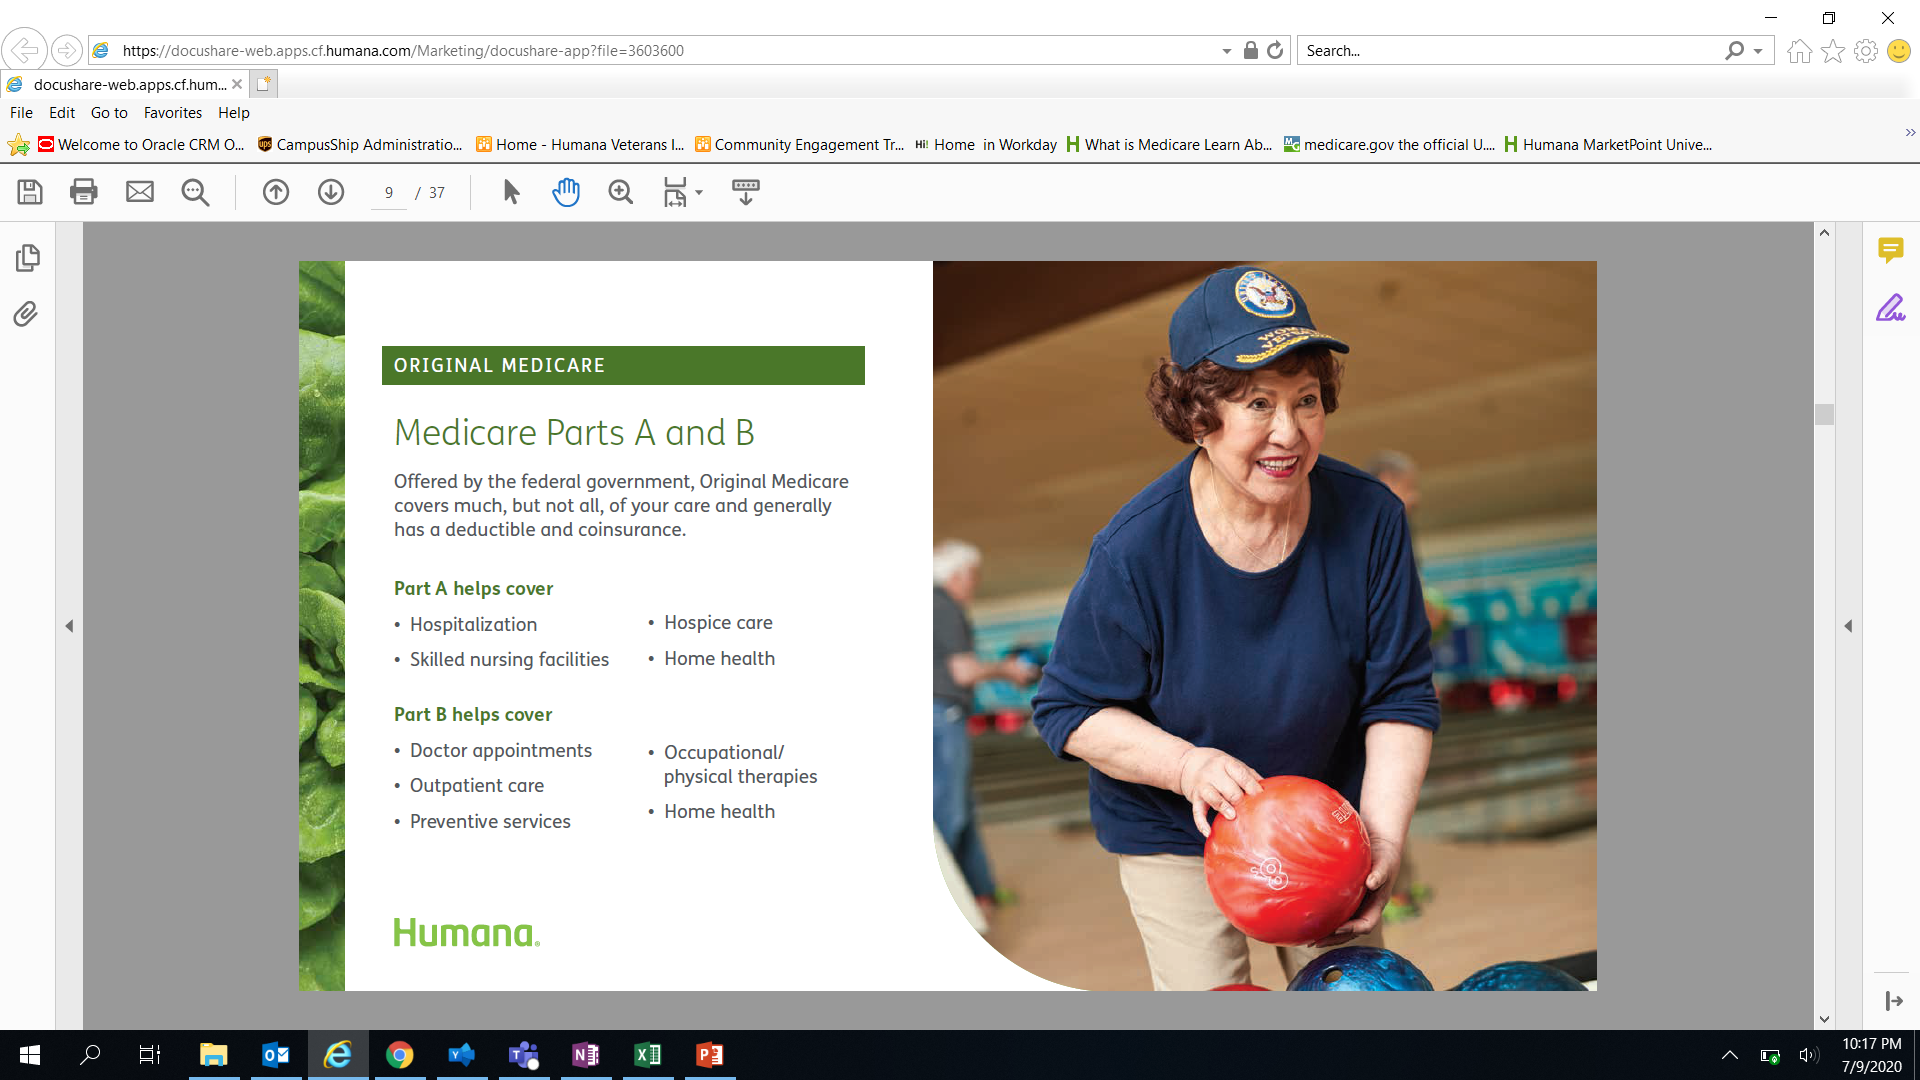 https://docushare-web.apps.cf.humana.com/Marketing/docushare-app?file=3603600
Search...
docushare-web.apps.cf.hum...
File Edit Go to Favorites Help
Welcome to Oracle CRM O... CampusShip Administratio... Home - Humana Veterans I... Community Engagement Tr... Hi! Home in Workday H What is Medicare Learn Ab... medicare.gov the official U.... H Humana MarketPoint Unive...
9 / 37
ORIGINAL MEDICARE
Medicare Parts A and B
Offered by the federal government, Original Medicare
covers much, but not all, of your care and generally
has a deductible and coinsurance.
Part A helps cover
• Hospitalization
• Skilled nursing facilities
• Hospice care
• Home health
Part B helps cover
• Doctor appointments
• Outpatient care
• Preventive services
• Occupational/
physical therapies
• Home health
Humana®
10:17 PM
7/9/2020